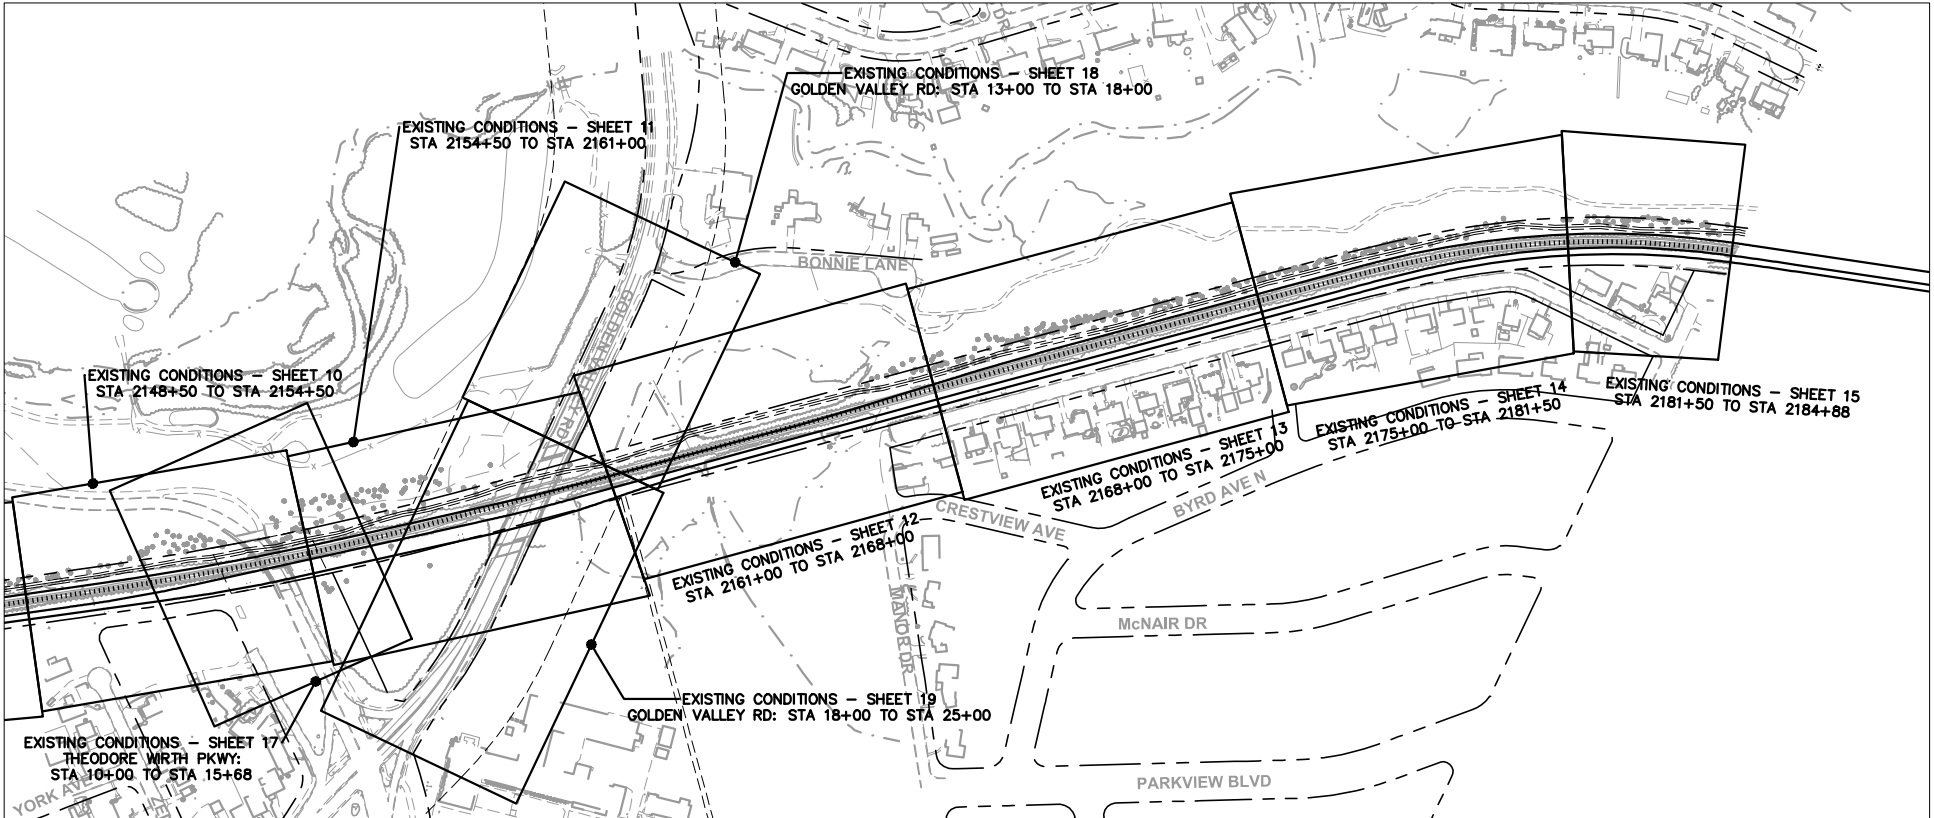 EXISTING CONDITIONS – SHEET 18
GOLDEN VALLEY RD: STA 13+00 TO STA 18+00
EXISTING CONDITIONS – SHEET 11
STA 2154+50 TO STA 2161+00
BONNIE LANE
GOLDEN VALLEY RD
EXISTING CONDITIONS – SHEET 10
STA 2148+50 TO STA 2154+50
EXISTING CONDITIONS – SHEET 15
STA 2181+50 TO STA 2184+88
EXISTING CONDITIONS – SHEET 14
STA 2175+00 TO STA 2181+50
EXISTING CONDITIONS – SHEET 13
STA 2168+00 TO STA 2175+00
BYRD AVE N
CRESTVIEW AVE
EXISTING CONDITIONS – SHEET 12
STA 2161+00 TO STA 2168+00
MANOR DR
McNAIR DR
EXISTING CONDITIONS – SHEET 19
GOLDEN VALLEY RD: STA 18+00 TO STA 25+00
EXISTING CONDITIONS – SHEET 17
THEODORE WIRTH PKWY:
STA 10+00 TO STA 15+68
YORK AVE
PARKVIEW BLVD
DR